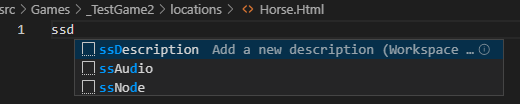 src > Games > _TestGame2 > locations > <> Horse.Html
1 ssd
ssDescription Add a new description (Workspace ...
ssAudio
ssNode